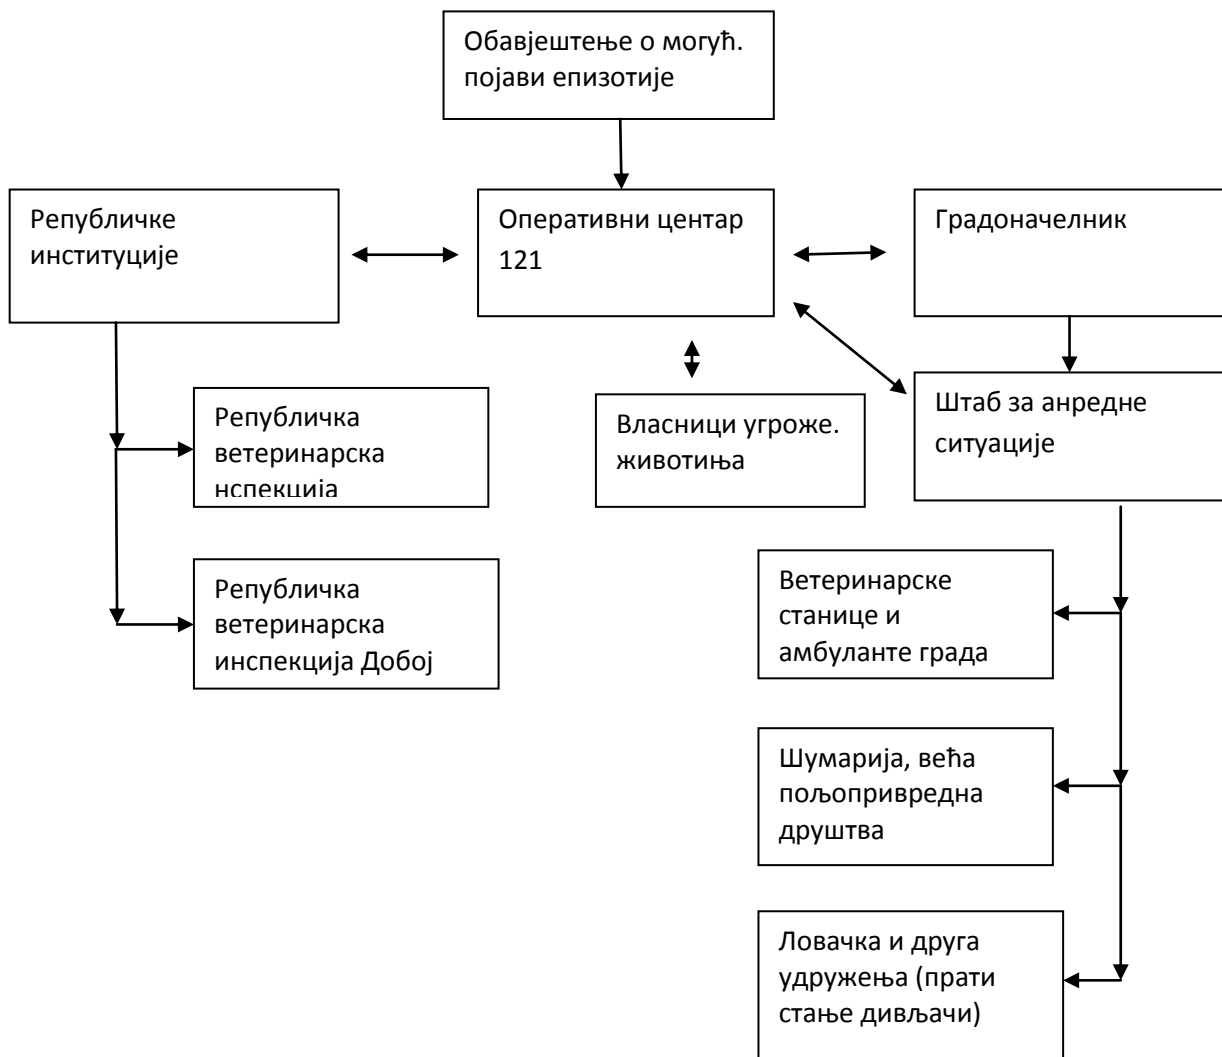 Обавјештење о могућ.
појави епизотије
Републичке
институције
Оперативни центар
121
Градоначелник
Републичка
ветеринарска
нспекција
Власници угроже.
животиња
Штаб за анредне
ситуације
Републичка
ветеринарска
инспекција Добој
Ветеринарске
станице и
амбуланте града
Шумарија, већа
пољопривредна
друштва
Ловачка и друга
удружења (прати
стање дивљачи)